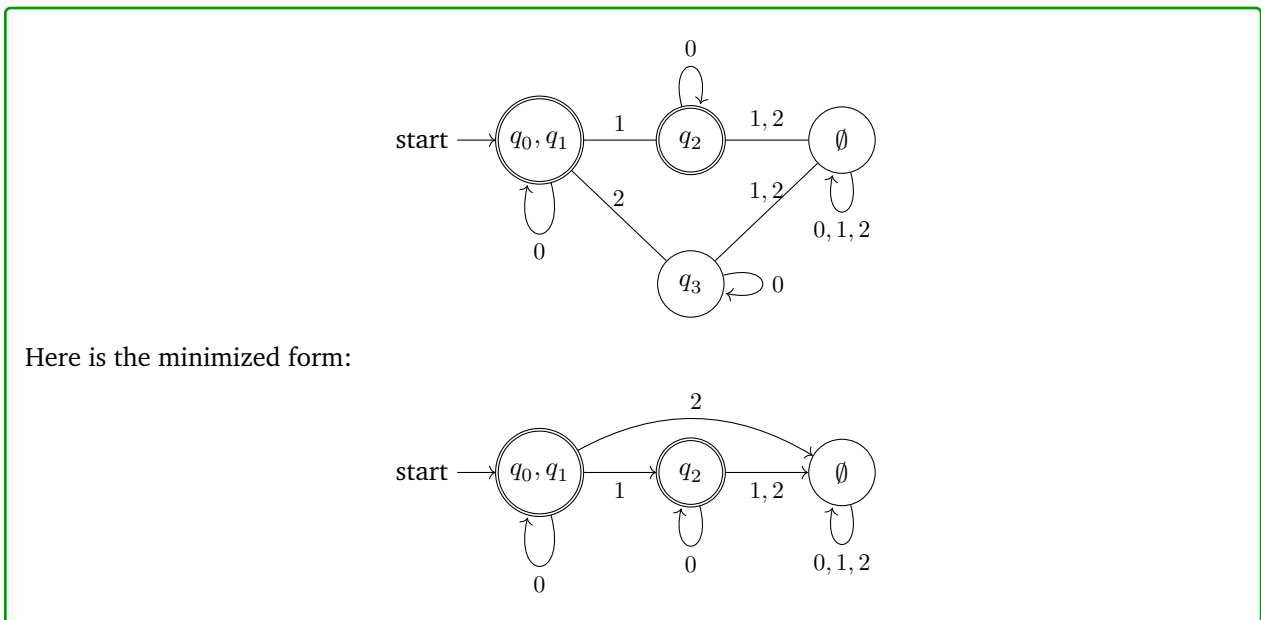 0
start q₀, q₁ 1 q₂ 1, 2 ∅
2 1, 2
0 0, 1, 2
q₃ 0
Here is the minimized form:
2
start q₀, q₁ 1 q₂ 1, 2 ∅
0 0 0, 1, 2